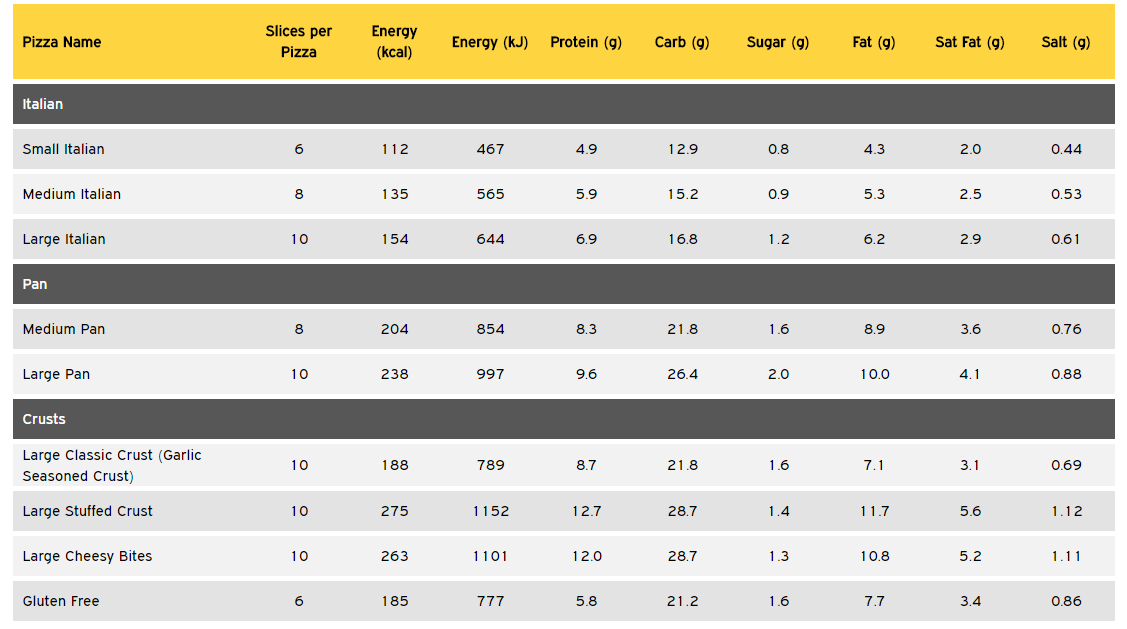 Pizza Name Slices per Pizza Energy (kcal) Energy (kJ) Protein (g) Carb (g) Sugar (g) Fat (g) Sat Fat (g) Salt (g)
Italian
Small Italian 6 112 467 4.9 12.9 0.8 4.3 2.0 0.44
Medium Italian 8 135 565 5.9 15.2 0.9 5.3 2.5 0.53
Large Italian 10 154 644 6.9 16.8 1.2 6.2 2.9 0.61
Pan
Medium Pan 8 204 854 8.3 21.8 1.6 8.9 3.6 0.76
Large Pan 10 238 997 9.6 26.4 2.0 10.0 4.1 0.88
Crusts
Large Classic Crust (Garlic Seasoned Crust) 10 188 789 8.7 21.8 1.6 7.1 3.1 0.69
Large Stuffed Crust 10 275 1152 12.7 28.7 1.4 11.7 5.6 1.12
Large Cheesy Bites 10 263 1101 12.0 28.7 1.3 10.8 5.2 1.11
Gluten Free 6 185 777 5.8 21.2 1.6 7.7 3.4 0.86